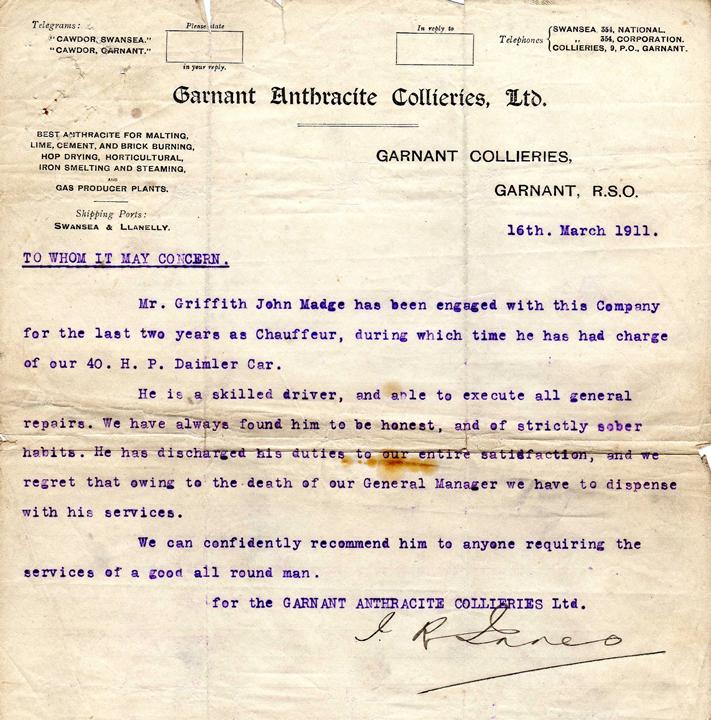 Telegrams:
"CAWDOR, SWANSEA."
"CAWDOR, GARNANT."
Please state
in your reply.
In reply to
Telephones
SWANSEA, 354, NATIONAL.
„ 354, CORPORATION.
COLLIERIES, 9, P.O., GARNANT.
Garnant Anthracite Collieries, Ltd.
BEST ANTHRACITE FOR MALTING,
LIME, CEMENT, AND BRICK BURNING,
HOP DRYING, HORTICULTURAL,
IRON SMELTING AND STEAMING,
AND
GAS PRODUCER PLANTS.
Shipping Ports:
SWANSEA & LLANELLY.
GARNANT COLLIERIES,
GARNANT, R.S.O.
16th. March 1911.
TO WHOM IT MAY CONCERN.
Mr. Griffith John Madge has been engaged with this Company
for the last two years as Chauffeur, during which time he has had charge
of our 40. H. P. Daimler Car.
He is a skilled driver, and able to execute all general
repairs. We have always found him to be honest, and of strictly sober
habits. He has discharged his duties to our entire satisfaction, and we
regret that owing to the death of our General Manager we have to dispense
with his services.
We can confidently recommend him to anyone requiring the
services of a good all round man.
for the GARNANT ANTHRACITE COLLIERIES Ltd.